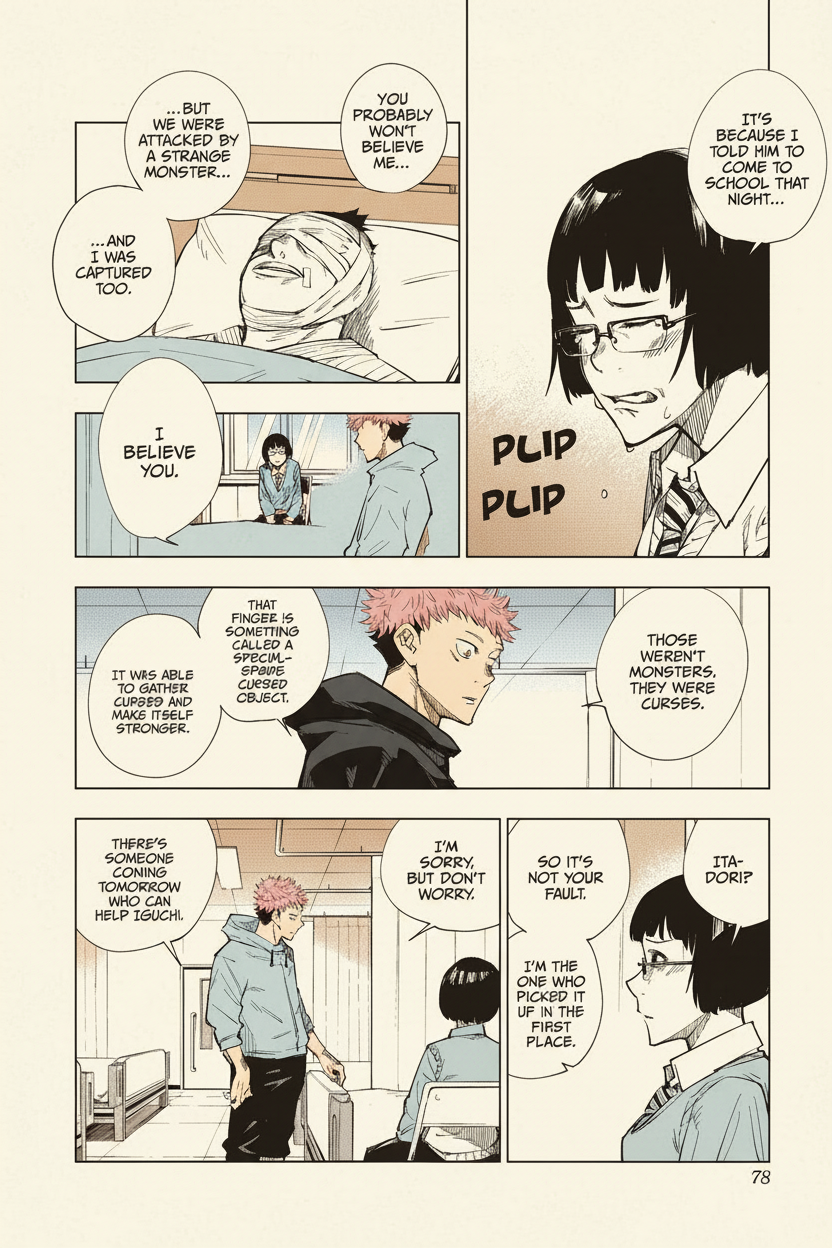 IT'S
BECAUSE I
TOLD HIM TO
COME TO
SCHOOL THAT
NIGHT...
PLIP
PLIP
YOU
PROBABLY
WON'T
BELIEVE
ME...
...BUT
WE WERE
ATTACKED BY
A STRANGE
MONSTER...
...AND
I WAS
CAPTURED
TOO.
I
BELIEVE
YOU.
THOSE
WEREN'T
MONSTERS,
THEY WERE
CURSES.
THAT
FINGER IS
SOMETTING
CALLED A
CUESED
OBJECT.
IT WAS ABLE
TO GATHER
AND
MAKE ITSELF
STRONGER.
ITA-
DORI?
SO IT'S
NOT YOUR
FAULT.
I'M THE
ONE WHO
PICKED IT
UF IN THE
FIRST
PLACE.
I'M
SORRY,
BUT DON'T
WORRY.
THERE'S
SOMEONE
CONING
TOMORROW
WHO CAN
HELP IGUCHI.
78